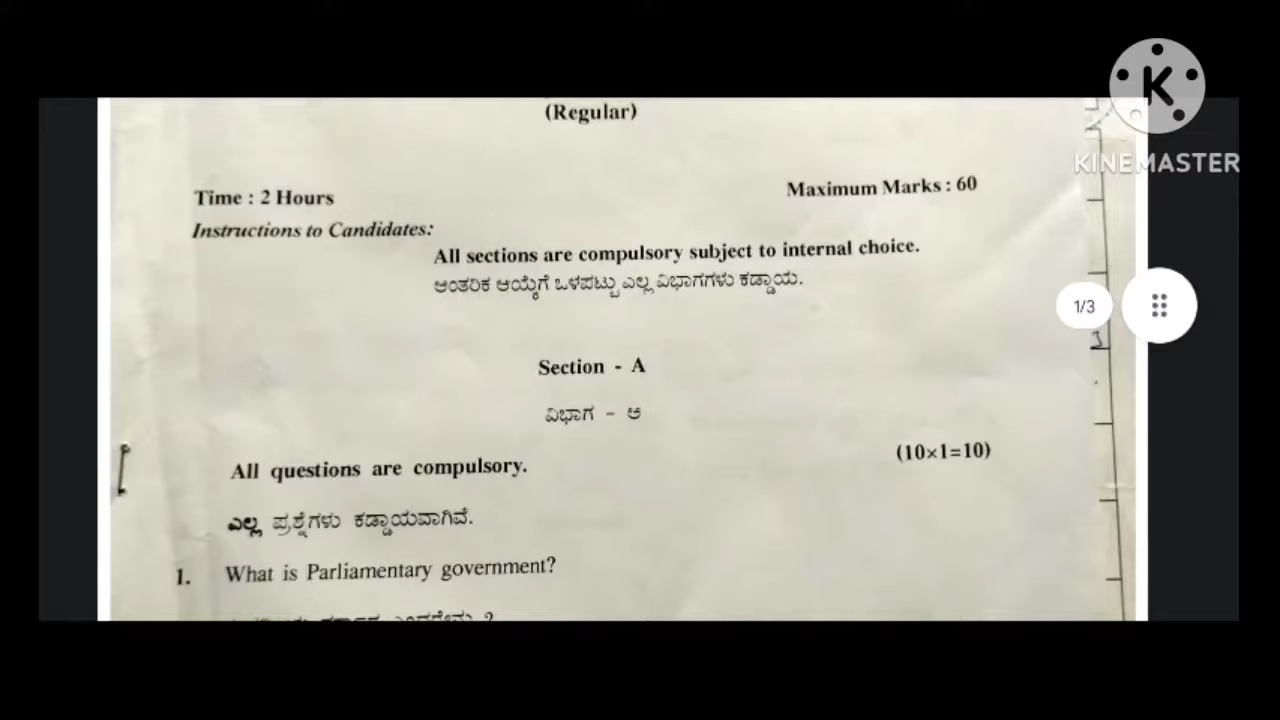 (Regular)
Time : 2 Hours
Maximum Marks : 60
Instructions to Candidates:
All sections are compulsory subject to internal choice.
ಆಂತರಿಕ ಆಯ್ಕೆಗೆ ಒಳಪಟ್ಟು ಎಲ್ಲ ವಿಭಾಗಗಳು ಕಡ್ಡಾಯ.
Section - A
ವಿಭಾಗ - ಅ
All questions are compulsory.
(10×1=10)
ಎಲ್ಲ ಪ್ರಶ್ನೆಗಳು ಕಡ್ಡಾಯವಾಗಿವೆ.
1. What is Parliamentary government?
K
KINEMASTER
1/3